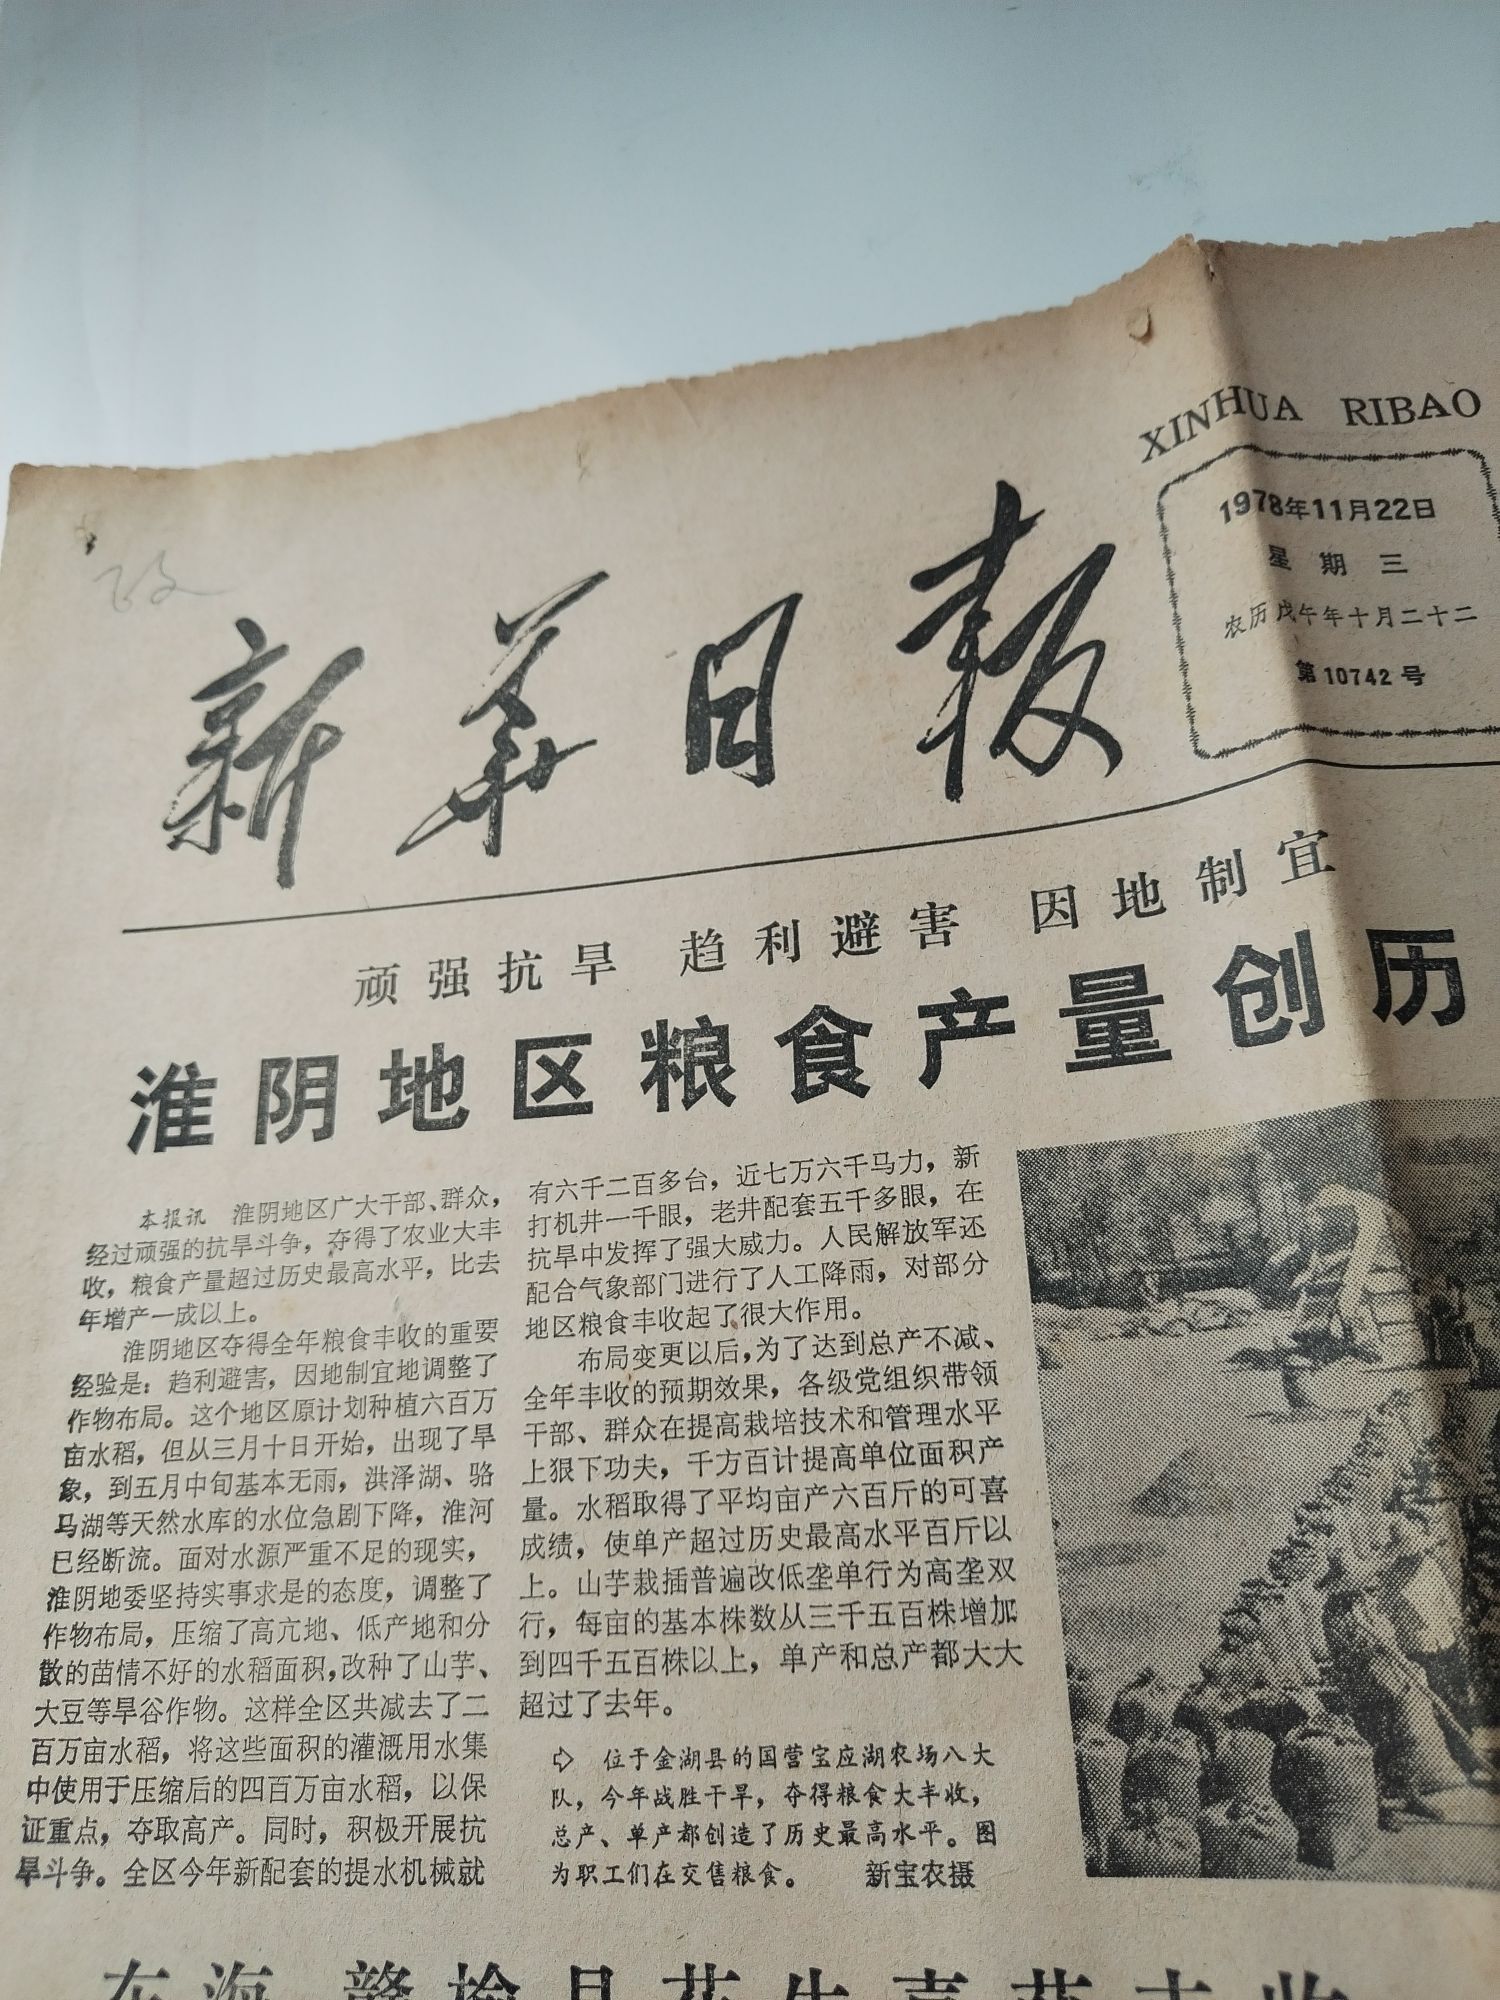 XINHUA RIBAO
新华日报
1978年11月22日
星期三
农历戊午年十月二十二
第10742号
顽强抗旱 趋利避害 因地制宜
淮阴地区粮食产量创历
本报讯 淮阴地区广大干部、群众，
经过顽强的抗旱斗争，夺得了农业大丰
收，粮食产量超过历史最高水平，比去
年增产一成以上。
淮阴地区夺得全年粮食丰收的重要
经验是：趋利避害，因地制宜地调整了
作物布局。这个地区原计划种植六百万
亩水稻，但从三月十日开始，出现了旱
象，到五月中旬基本无雨，洪泽湖、骆
马湖等天然水库的水位急剧下降，淮河
已经断流。面对水源严重不足的现实，
淮阴地委坚持实事求是的态度，调整了
作物布局，压缩了高亢地、低产地和分
散的苗情不好的水稻面积，改种了山芋、
大豆等旱谷作物。这样全区共减去了二
百万亩水稻，将这些面积的灌溉用水集
中使用于压缩后的四百万亩水稻，以保
证重点，夺取高产。同时，积极开展抗
旱斗争。全区今年新配套的提水机械就
有六千二百多台，近七万六千马力，新
打机井一千眼，老井配套五千多眼，在
抗旱中发挥了强大威力。人民解放军还
配合气象部门进行了人工降雨，对部分
地区粮食丰收起了很大作用。
布局变更以后，为了达到总产不减、
全年丰收的预期效果，各级党组织带领
干部、群众在提高栽培技术和管理水平
上狠下功夫，千方百计提高单位面积产
量。水稻取得了平均亩产六百斤的可喜
成绩，使单产超过历史最高水平百斤以
上。山芋栽插普遍改低垄单行为高垄双
行，每亩的基本株数从三千五百株增加
到四千五百株以上，单产和总产都大大
超过了去年。
⇨ 位于金湖县的国营宝应湖农场八大
队，今年战胜干旱，夺得粮食大丰收，
总产、单产都创造了历史最高水平。图
为职工们在交售粮食。 新宝农摄
东海 赣榆县花生喜获丰收